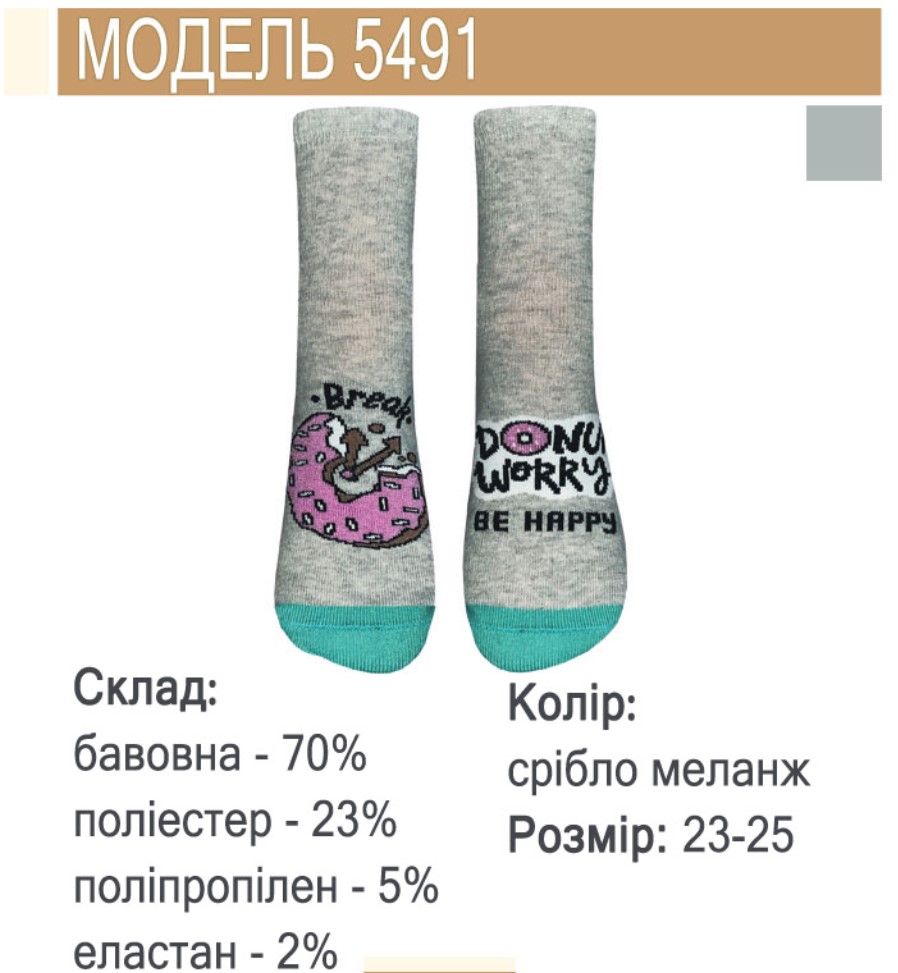 МОДЕЛЬ 5491
·Break·
DONU
WORRY
BE HAPPY
Склад:
бавовна - 70%
поліестер - 23%
поліпропілен - 5%
еластан - 2%
Колір:
срібло меланж
Розмір: 23-25